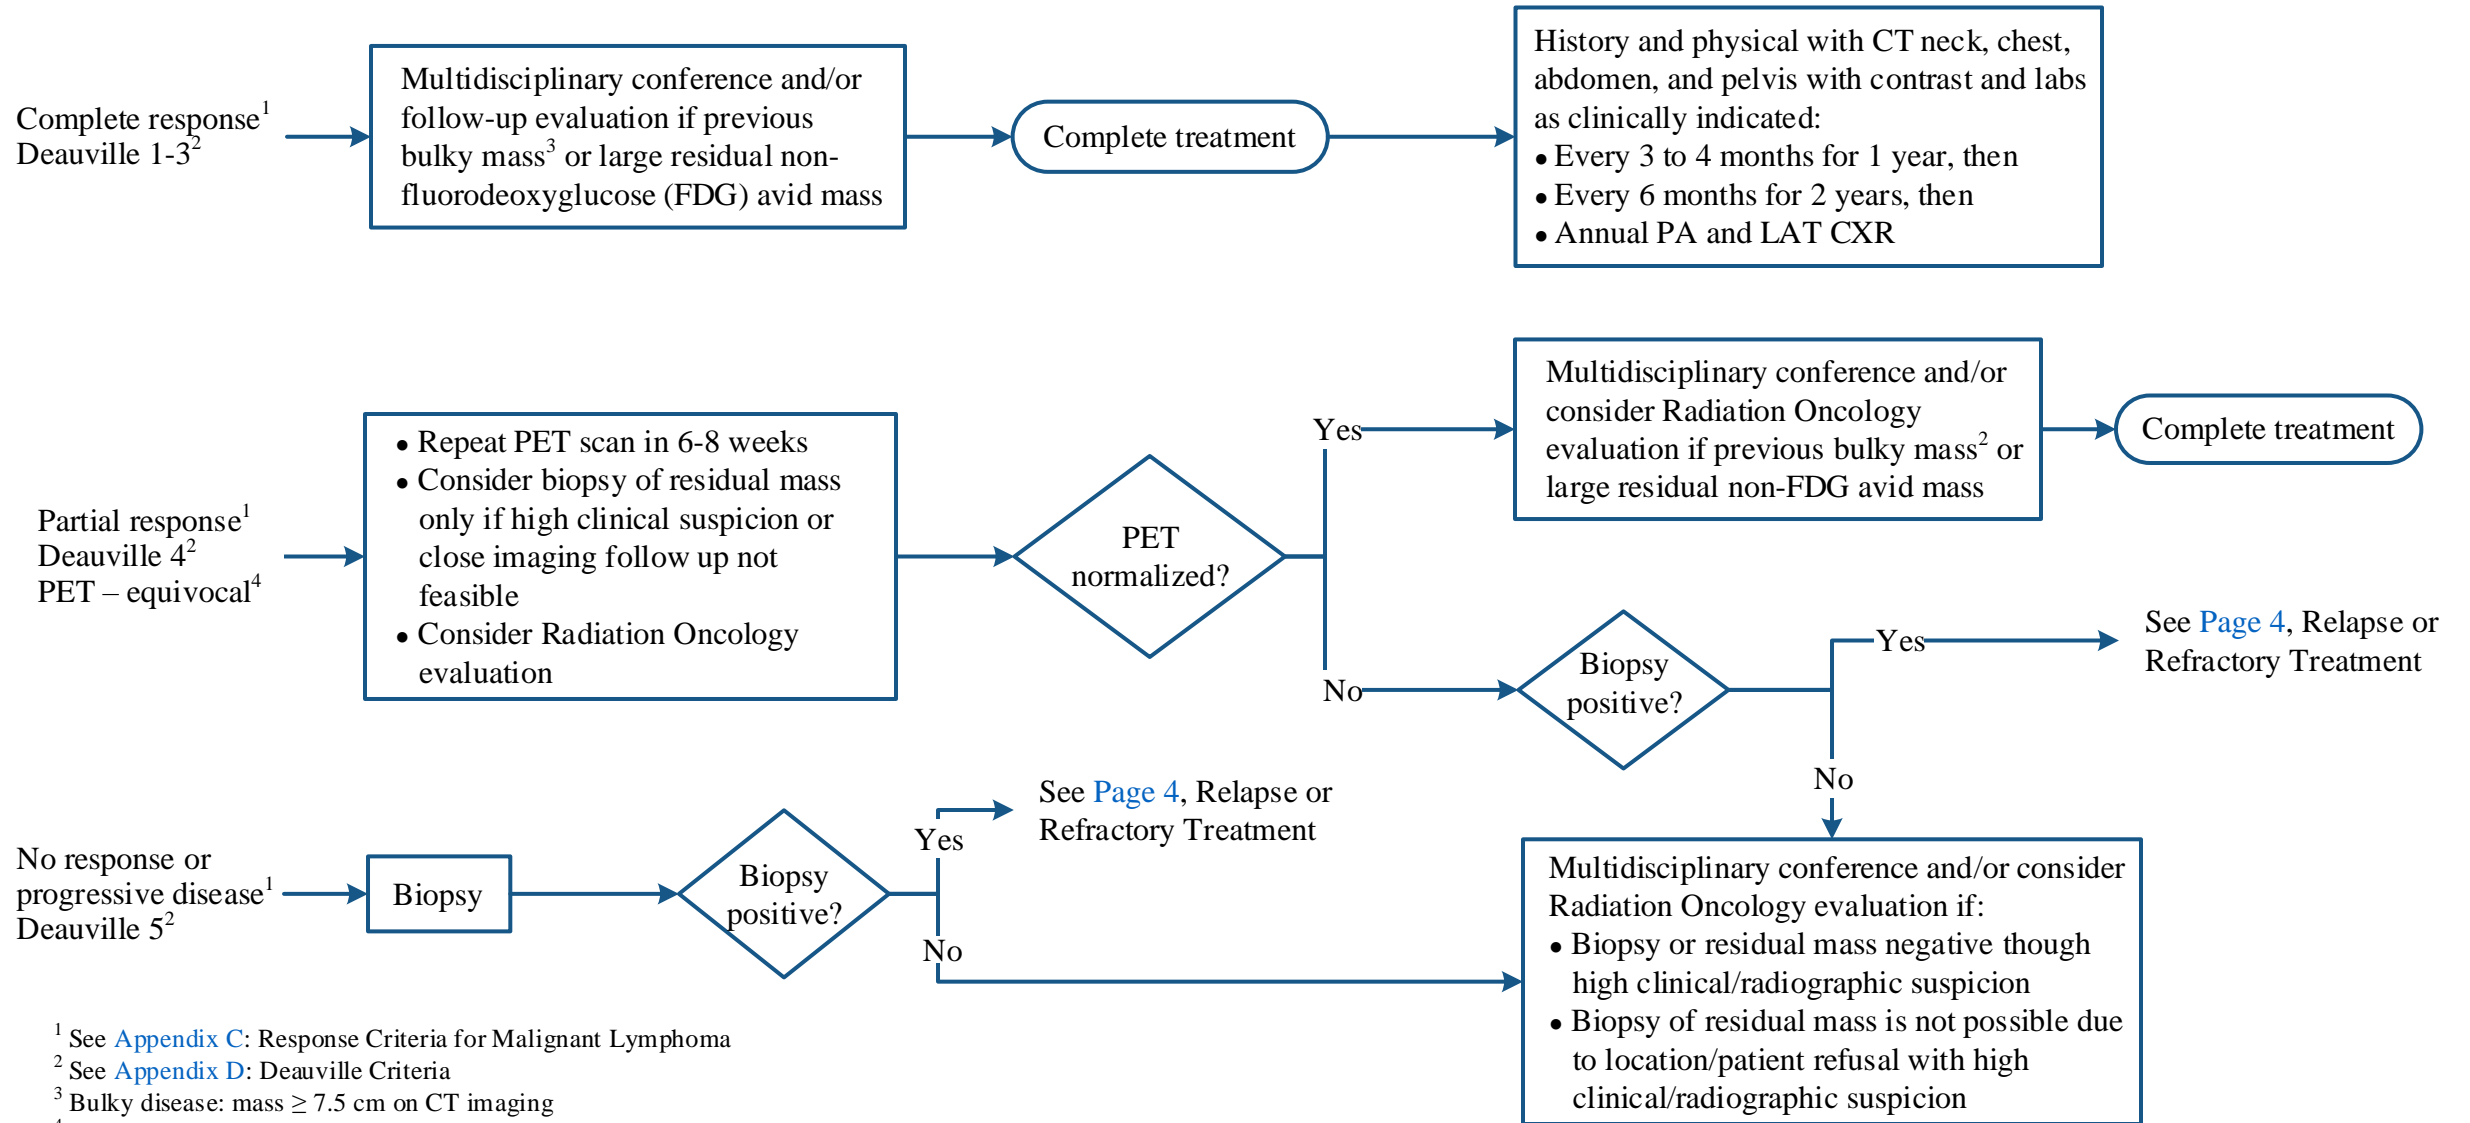 Complete response1
Deauville 1-32
Multidisciplinary conference and/or
follow-up evaluation if previous
bulky mass3 or large residual non-
fluorodeoxyglucose (FDG) avid mass
Complete treatment
History and physical with CT neck, chest,
abdomen, and pelvis with contrast and labs
as clinically indicated:
• Every 3 to 4 months for 1 year, then
• Every 6 months for 2 years, then
• Annual PA and LAT CXR
Partial response1
Deauville 42
PET – equivocal4
• Repeat PET scan in 6-8 weeks
• Consider biopsy of residual mass
only if high clinical suspicion or
close imaging follow up not
feasible
• Consider Radiation Oncology
evaluation
PET
normalized?
Yes
Multidisciplinary conference and/or
consider Radiation Oncology
evaluation if previous bulky mass2 or
large residual non-FDG avid mass
Complete treatment
No
Biopsy
positive?
Yes
See Page 4, Relapse or
Refractory Treatment
No
No response or
progressive disease1
Deauville 52
Biopsy
Biopsy
positive?
Yes
See Page 4, Relapse or
Refractory Treatment
No
Multidisciplinary conference and/or consider
Radiation Oncology evaluation if:
• Biopsy or residual mass negative though
high clinical/radiographic suspicion
• Biopsy of residual mass is not possible due
to location/patient refusal with high
clinical/radiographic suspicion
1 See Appendix C: Response Criteria for Malignant Lymphoma
2 See Appendix D: Deauville Criteria
3 Bulky disease: mass ≥ 7.5 cm on CT imaging